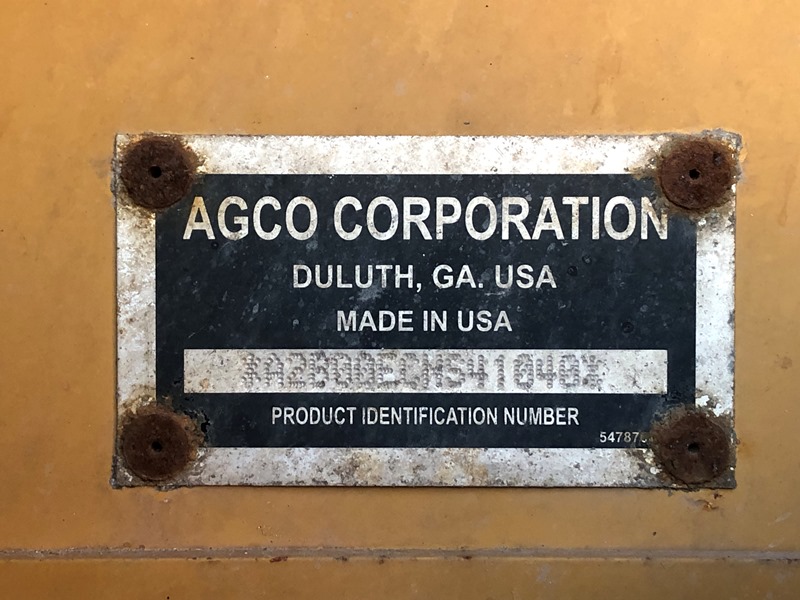 AGCO CORPORATION
DULUTH, GA. USA
MADE IN USA
PRODUCT IDENTIFICATION NUMBER